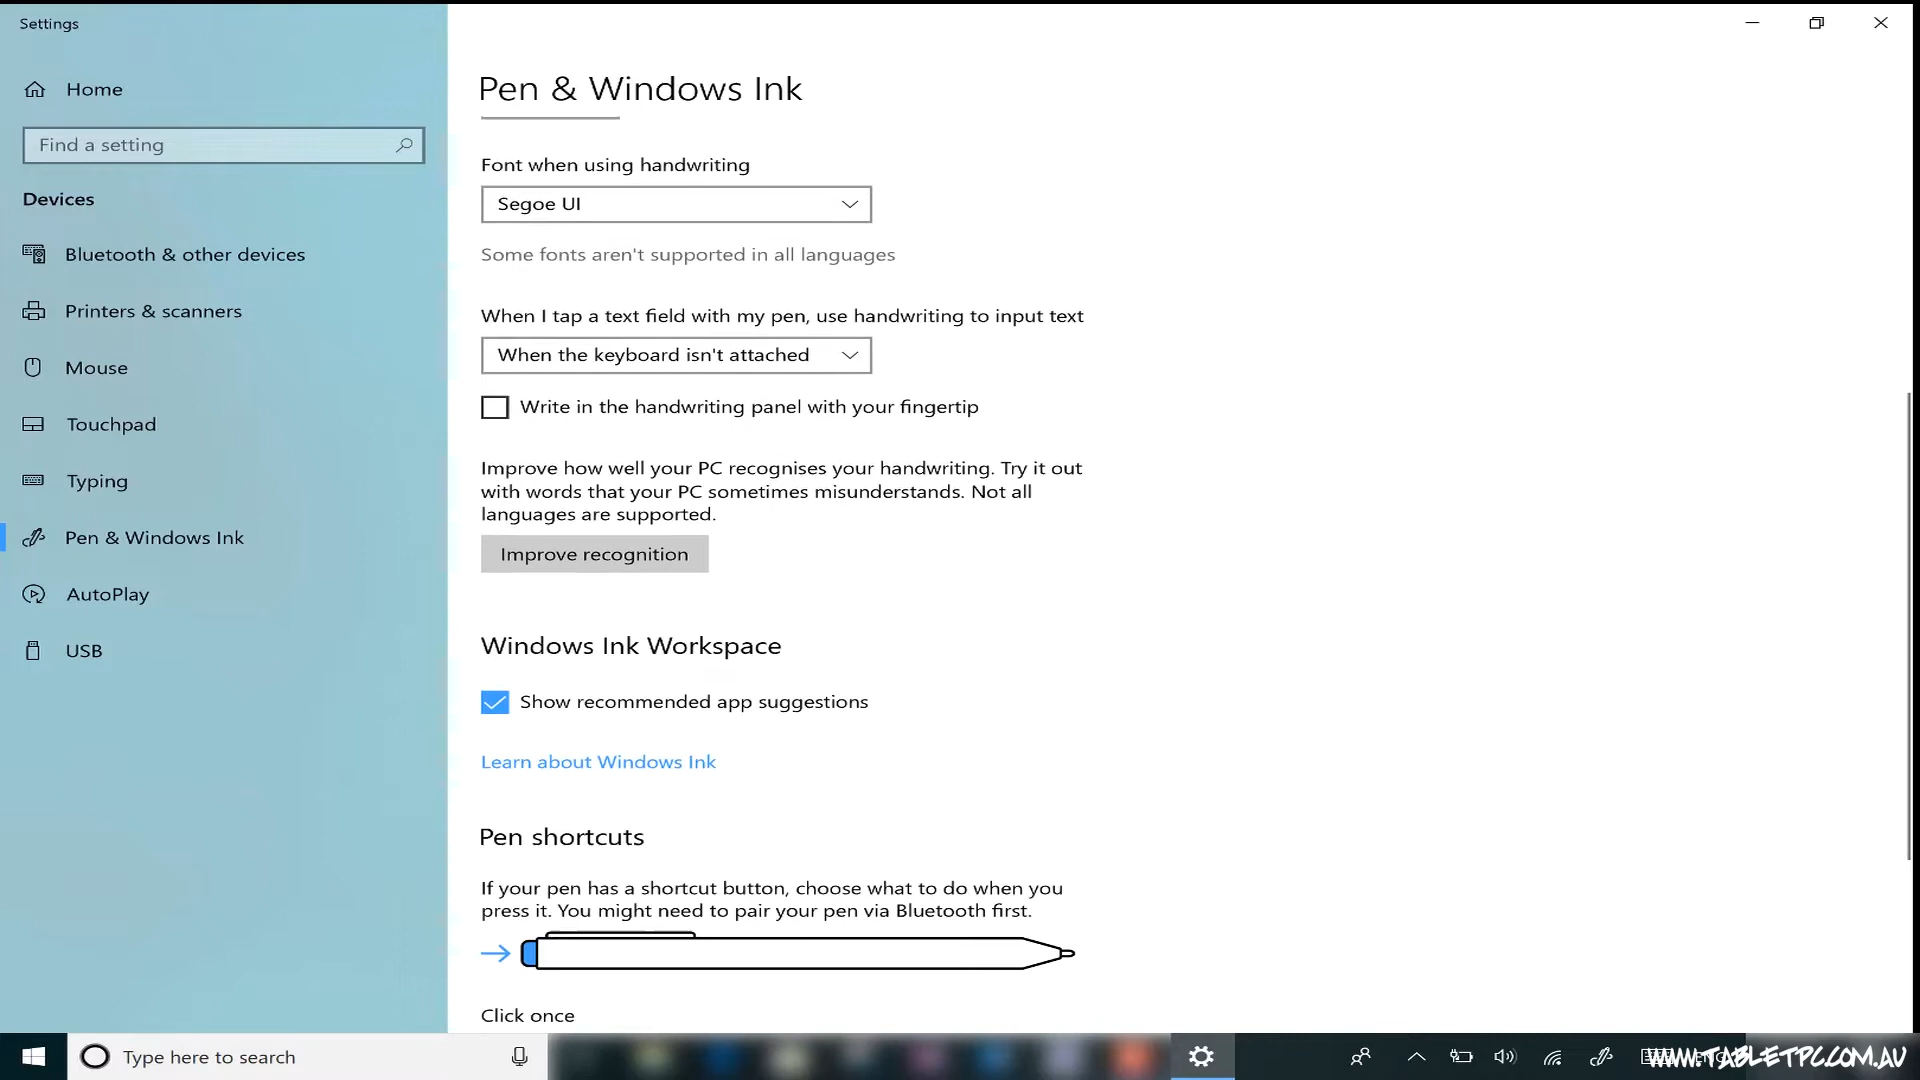 Settings
Home
Find a setting
Devices
Bluetooth & other devices
Printers & scanners
Mouse
Touchpad
Typing
Pen & Windows Ink
AutoPlay
USB
Pen & Windows Ink
Font when using handwriting
Segoe UI
Some fonts aren't supported in all languages
When I tap a text field with my pen, use handwriting to input text
When the keyboard isn't attached
Write in the handwriting panel with your fingertip
Improve how well your PC recognises your handwriting. Try it out
with words that your PC sometimes misunderstands. Not all
languages are supported.
Improve recognition
Windows Ink Workspace
Show recommended app suggestions
Learn about Windows Ink
Pen shortcuts
If your pen has a shortcut button, choose what to do when you
press it. You might need to pair your pen via Bluetooth first.
Click once
Type here to search
WWW.TABLETPC.COM.AU